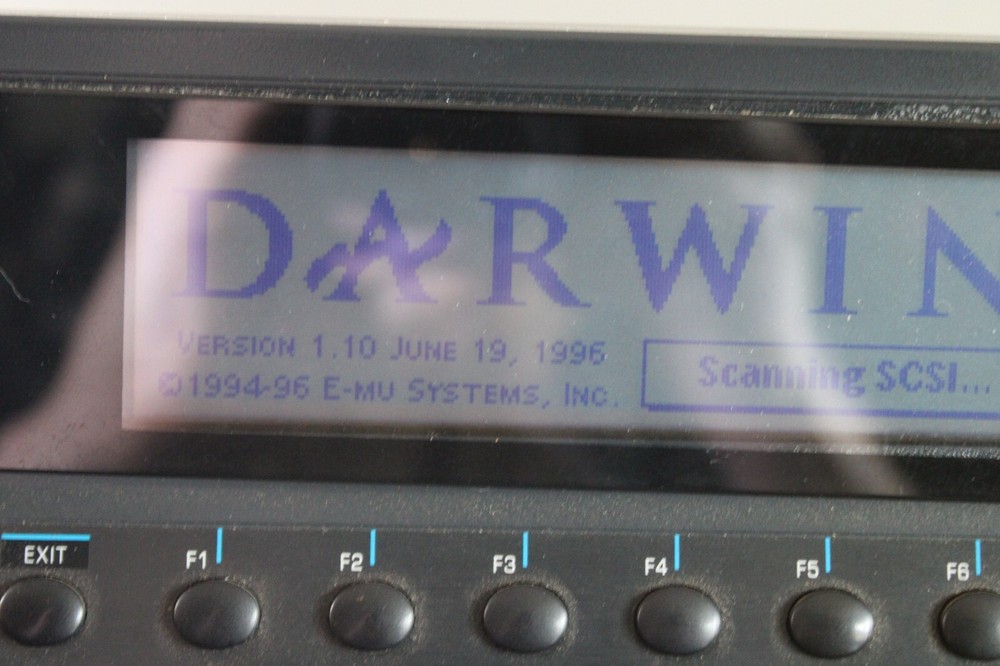 DARWIN
VERSION 1.10 JUNE 19, 1996
©1994-96 E-MU SYSTEMS, INC.
Scanning SCSI...
EXIT
F1
F2
F3
F4
F5
F6